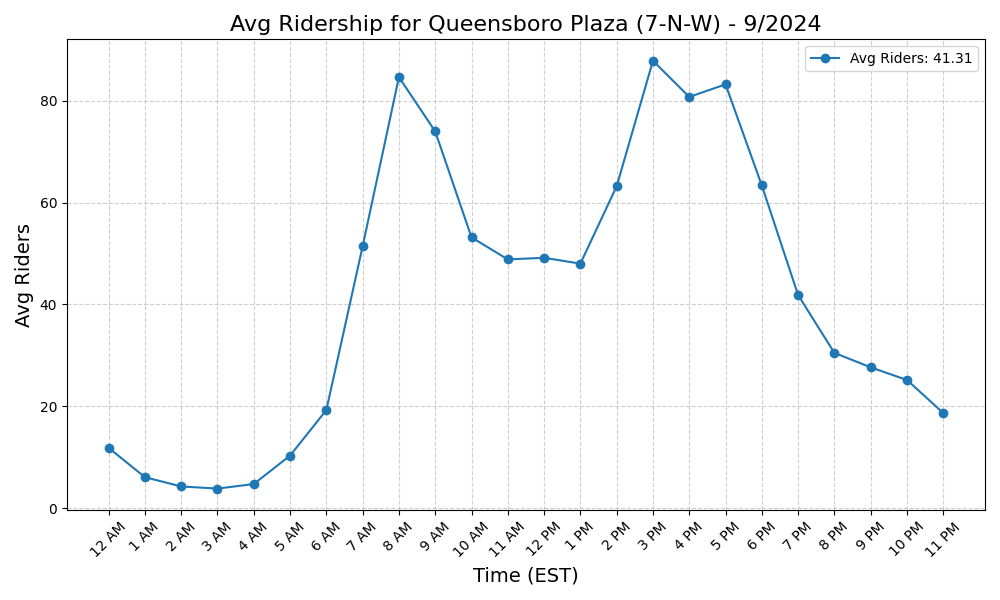 Avg Ridership for Queensboro Plaza (7-N-W) - 9/2024
Avg Riders: 41.31
Avg Riders
80
60
40
20
0
12 AM
1 AM
2 AM
3 AM
4 AM
5 AM
6 AM
7 AM
8 AM
9 AM
10 AM
11 AM
12 PM
1 PM
2 PM
3 PM
4 PM
5 PM
6 PM
7 PM
8 PM
9 PM
10 PM
11 PM
Time (EST)